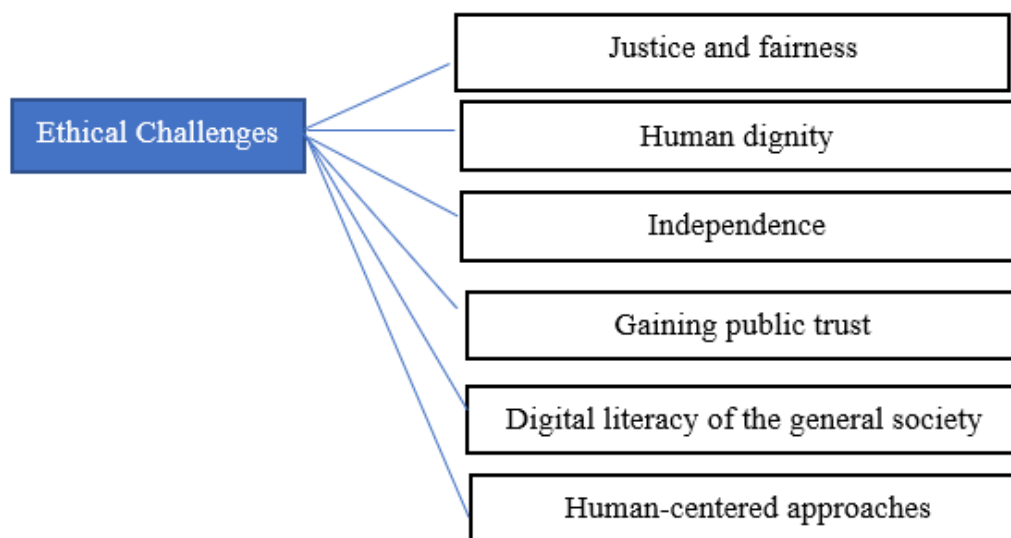 Ethical Challenges
Justice and fairness
Human dignity
Independence
Gaining public trust
Digital literacy of the general society
Human-centered approaches